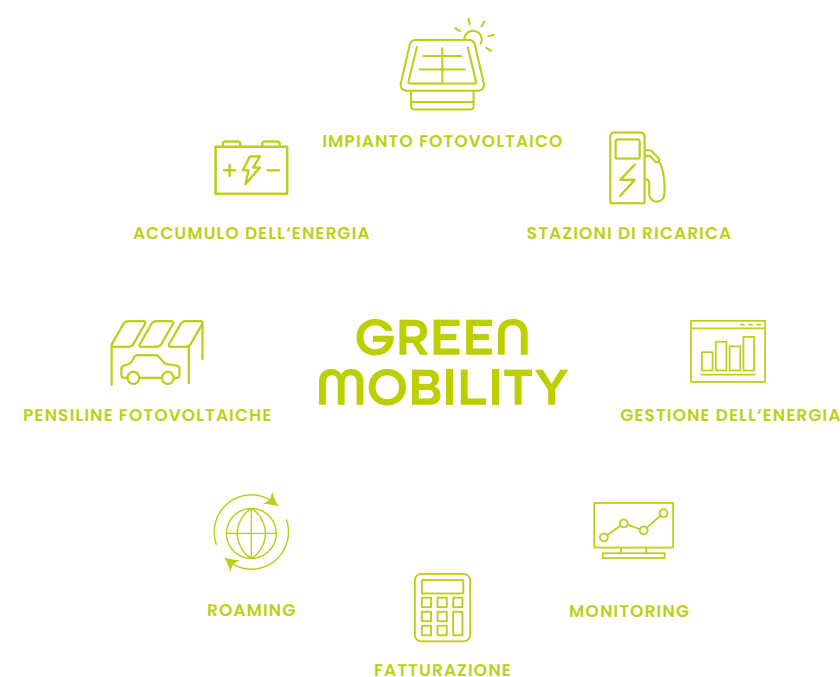 IMPIANTO FOTOVOLTAICO
ACCUMULO DELL'ENERGIA
STAZIONI DI RICARICA
GREEN
MOBILITY
PENSILINE FOTOVOLTAICHE
GESTIONE DELL'ENERGIA
ROAMING
MONITORING
FATTURAZIONE